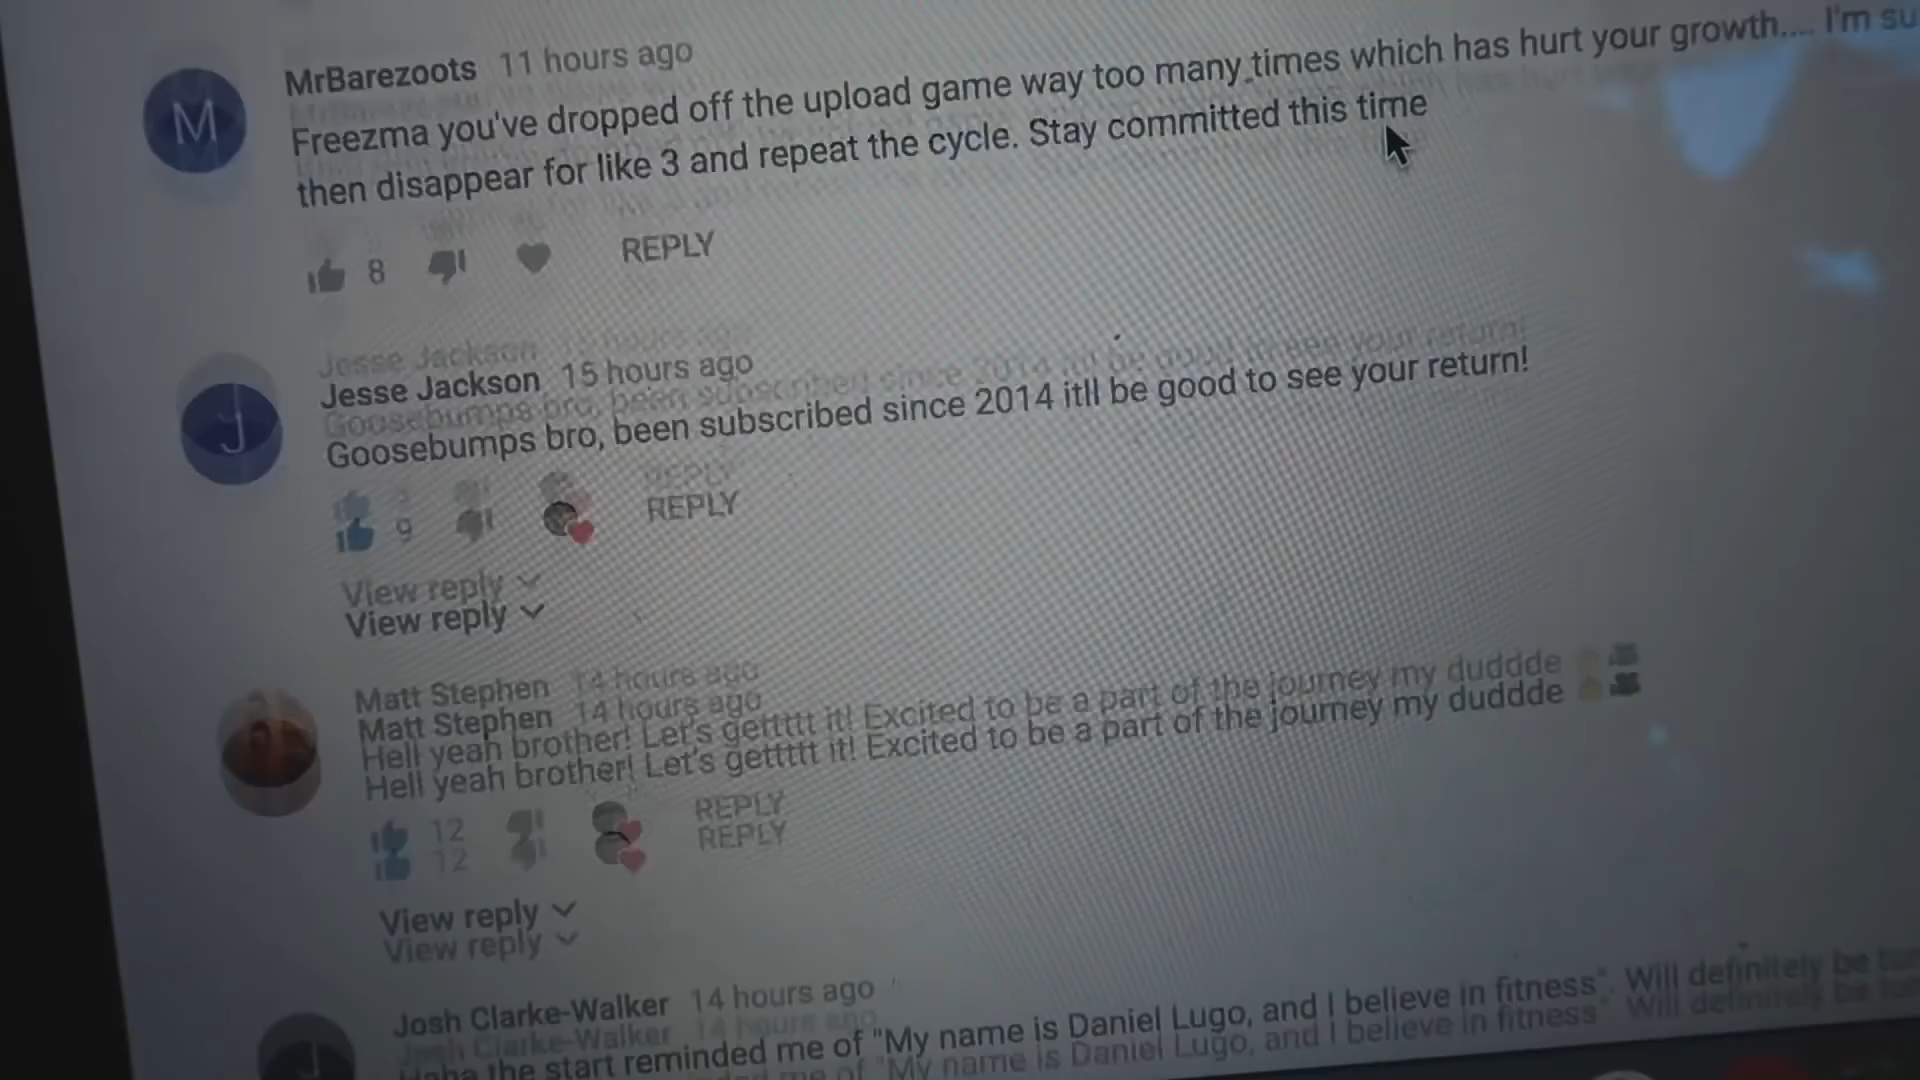 M
MrBarezoots 11 hours ago
Freezma you've dropped off the upload game way too many times which has hurt your growth.... I'm
then disappear for like 3 and repeat the cycle. Stay committed this time
8 REPLY
J
Jesse Jackson 15 hours ago
Goosebumps bro, been subscribed since 2014 itll be good to see your return!
9 REPLY
View reply
Matt Stephen 14 hours ago
Hell yeah brother! Let's gettttt it! Excited to be a part of the journey my duddde
12 REPLY
View reply
J
Josh Clarke-Walker 14 hours ago
the start reminded me of "My name is Daniel Lugo, and I believe in fitness". Will definitely be